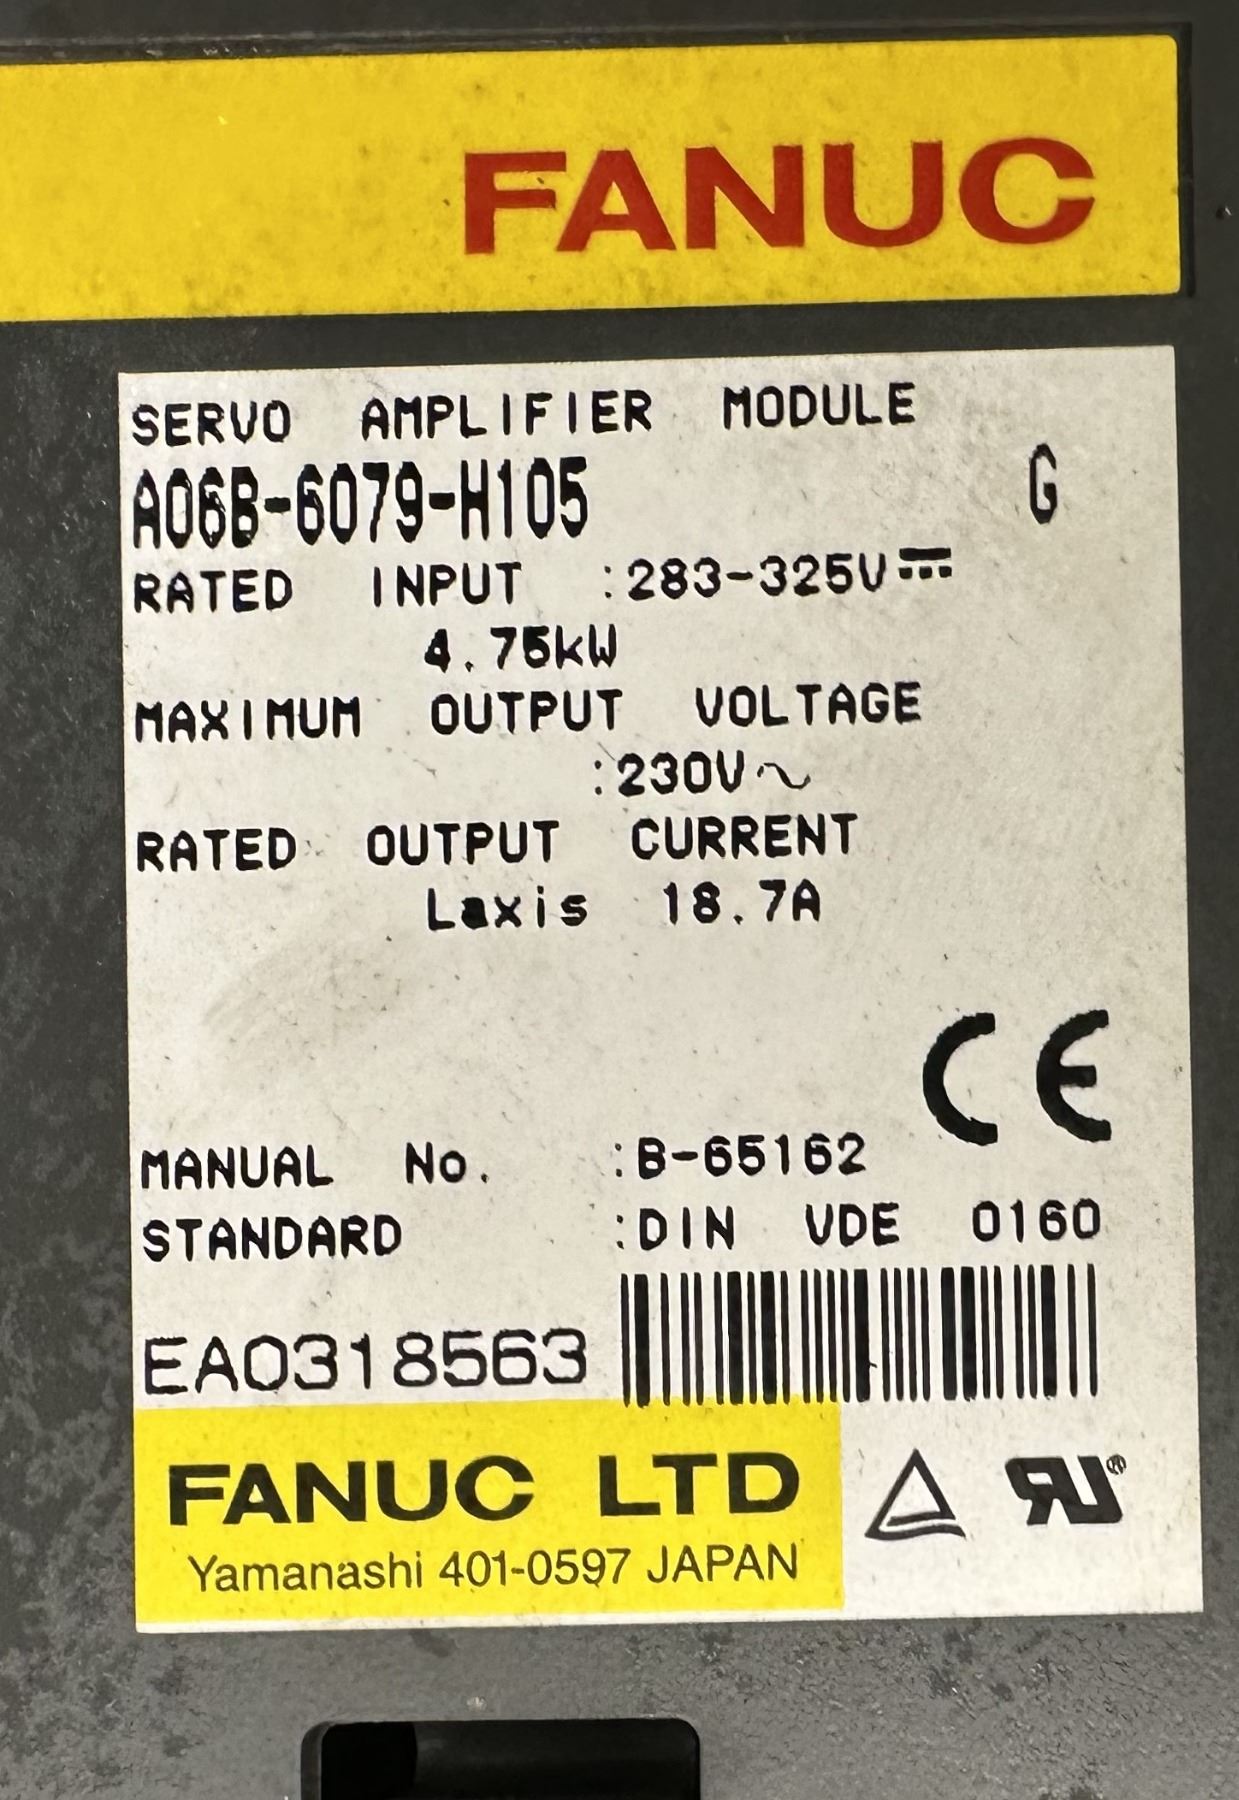 FANUC
SERVO AMPLIFIER MODULE
A06B-6079-H105 G
RATED INPUT :283-325V⎓
4.75kW
MAXIMUM OUTPUT VOLTAGE
:230V~
RATED OUTPUT CURRENT
Laxis 18.7A
CE
MANUAL No. :B-65162
STANDARD :DIN VDE 0160
EA0318563
FANUC LTD
Yamanashi 401-0597 JAPAN
RU®